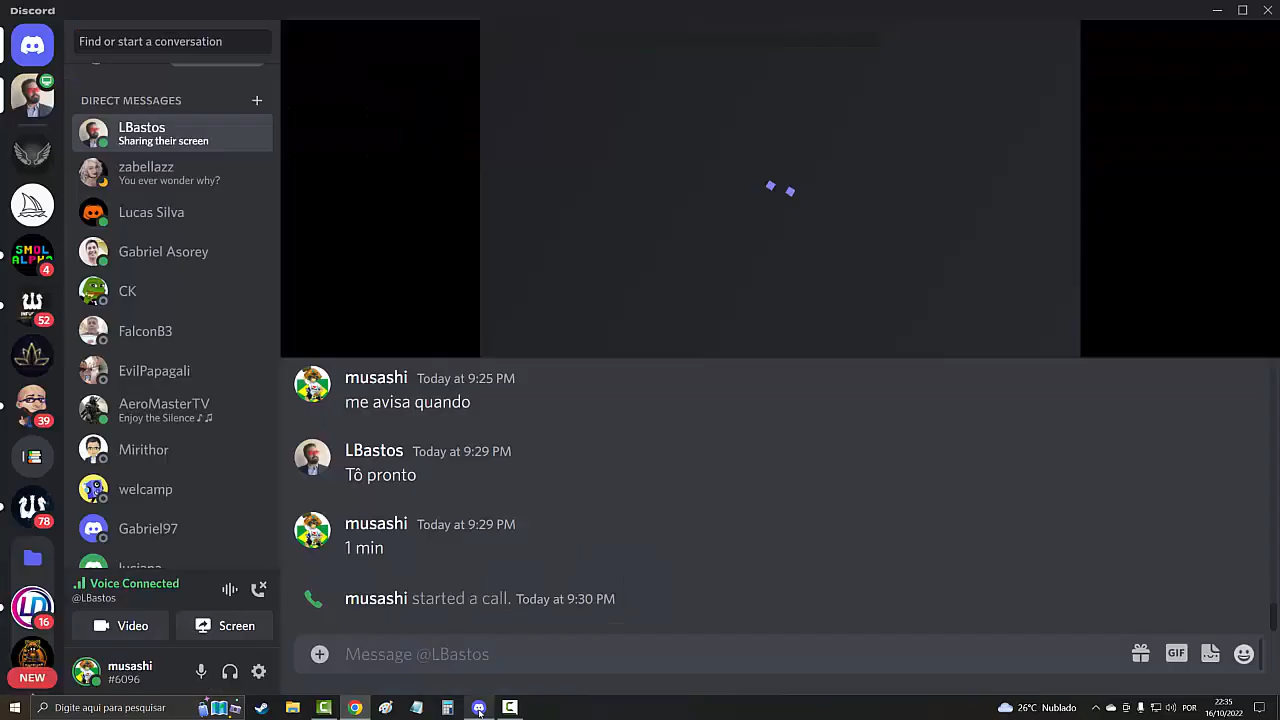 Discord
Find or start a conversation
DIRECT MESSAGES
LBastos
Sharing their screen
zabellazz
You ever wonder why?
Lucas Silva
Gabriel Asorey
CK
FalconB3
EvilPapagali
AeroMasterTV
Enjoy the Silence ♪♫
Mirithor
welcamp
Gabriel97
luciana
Voice Connected
@LBastos
Video
Screen
musashi
#6096
SMOL
ALPHA
4
52
39
78
16
NEW
musashi Today at 9:25 PM
me avisa quando
LBastos Today at 9:29 PM
Tô pronto
musashi Today at 9:29 PM
1 min
musashi started a call. Today at 9:30 PM
Message @LBastos
GIF
Digite aqui para pesquisar
26°C Nublado
POR
22:35
16/10/2022